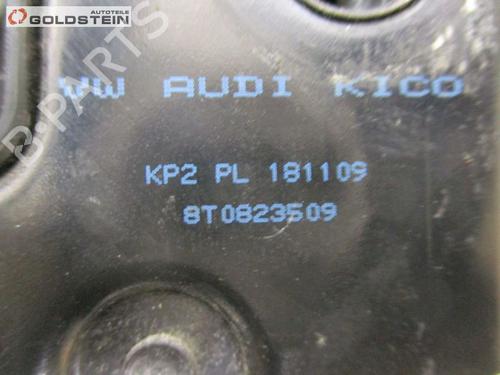 Autoteile
GOLDSTEIN
B-PARTS
VW AUDI KICO
KP2 PL 181109
8T0823509